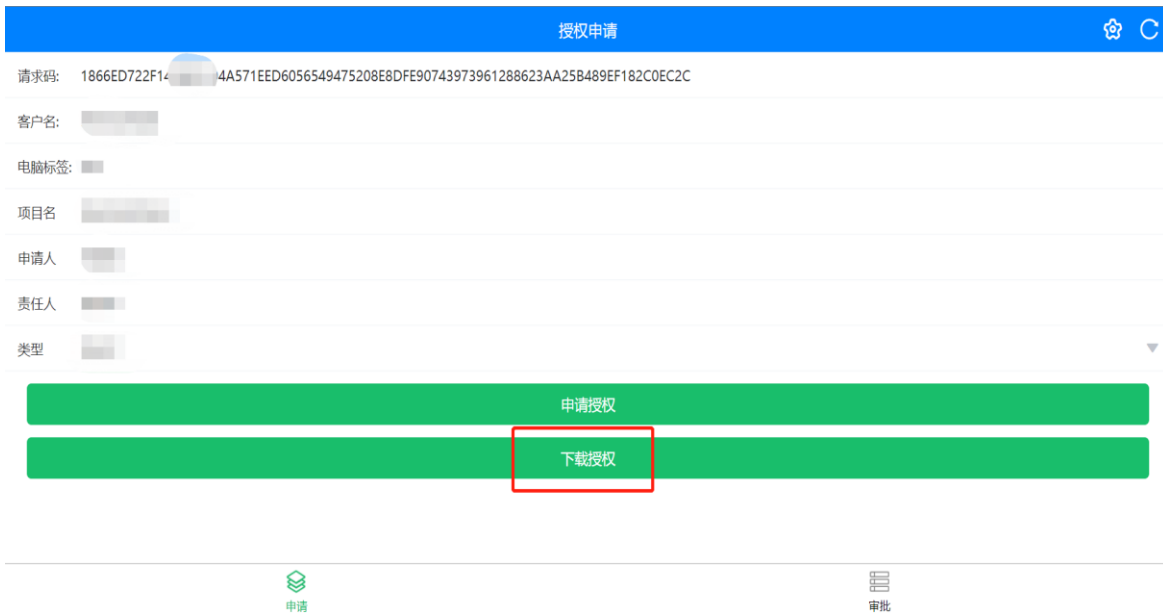 授权申请
请求码: 1866ED722F14 4A571EED6056549475208E8DFE90743973961288623AA25B489EF182C0EC2C
客户名:
电脑标签:
项目名
申请人
责任人
类型
申请授权
下载授权
申请
审批